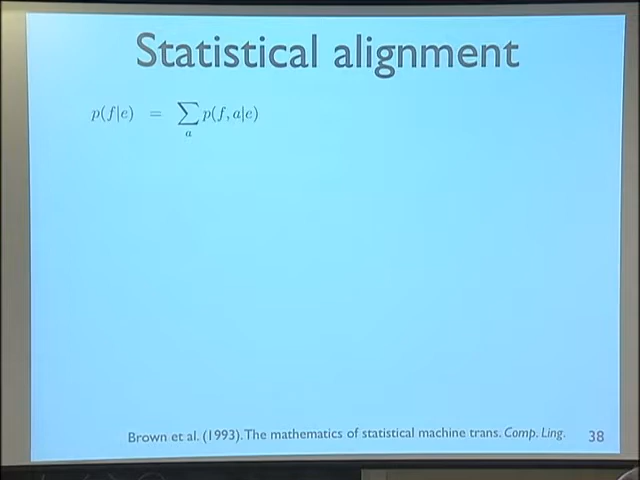 Statistical alignment
p(f|e) = ∑ p(f, a|e)
a
Brown et al. (1993). The mathematics of statistical machine trans. Comp. Ling. 38